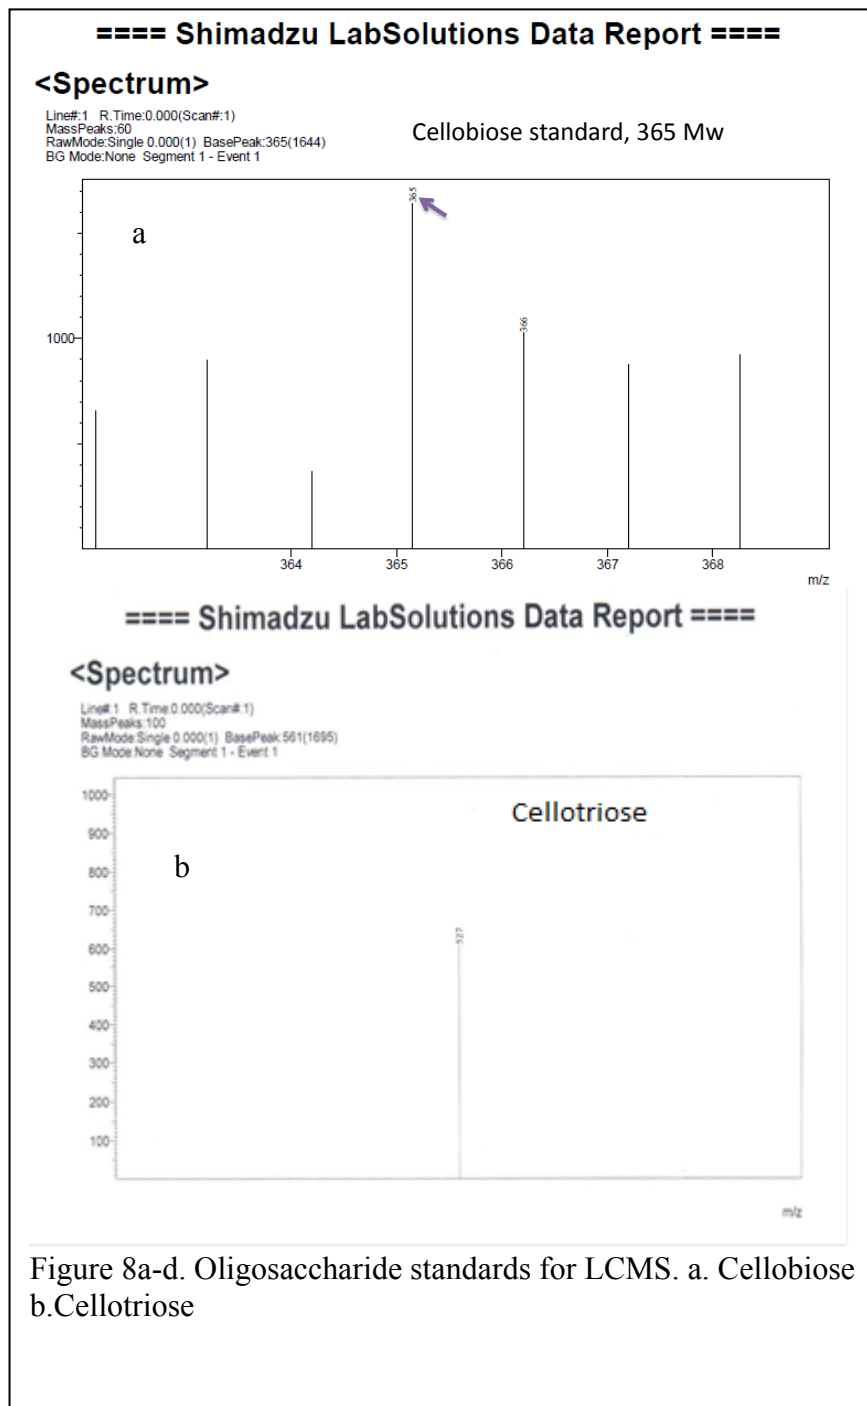 ==== Shimadzu LabSolutions Data Report ====
<Spectrum>
Line#:1 R.Time:0.000(Scan#:1)
MassPeaks:60
RawMode:Single 0.000(1) BasePeak:365(1644)
BG Mode:None Segment 1 - Event 1
Cellobiose standard, 365 Mw
a
365
366
1000
364 365 366 367 368
m/z
==== Shimadzu LabSolutions Data Report ====
<Spectrum>
Line#:1 R.Time:0.000(Scan#:1)
MassPeaks:100
RawMode:Single 0.000(1) BasePeak:561(1695)
BG Mode:None Segment 1 - Event 1
Cellotriose
b
527
1000
900
800
700
600
500
400
300
200
100
m/z
Figure 8a-d. Oligosaccharide standards for LCMS. a. Cellobiose
b.Cellotriose